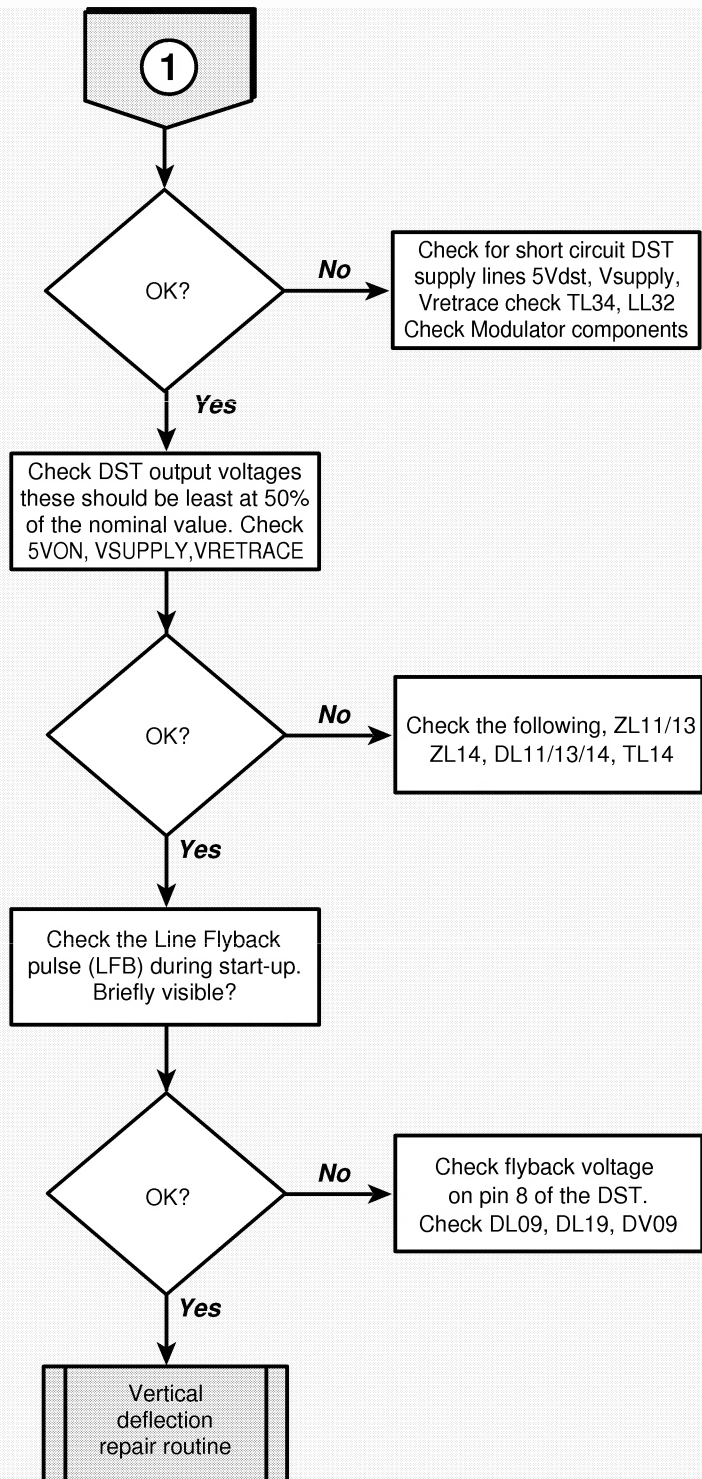 1
OK?
No
Check for short circuit DST
supply lines 5Vdst, Vsupply,
Vretrace check TL34, LL32
Check Modulator components
Yes
Check DST output voltages
these should be least at 50%
of the nominal value. Check
5VON, VSUPPLY,VRETRACE
OK?
No
Check the following, ZL11/13
ZL14, DL11/13/14, TL14
Yes
Check the Line Flyback
pulse (LFB) during start-up.
Briefly visible?
OK?
No
Check flyback voltage
on pin 8 of the DST.
Check DL09, DL19, DV09
Yes
Vertical
deflection
repair routine